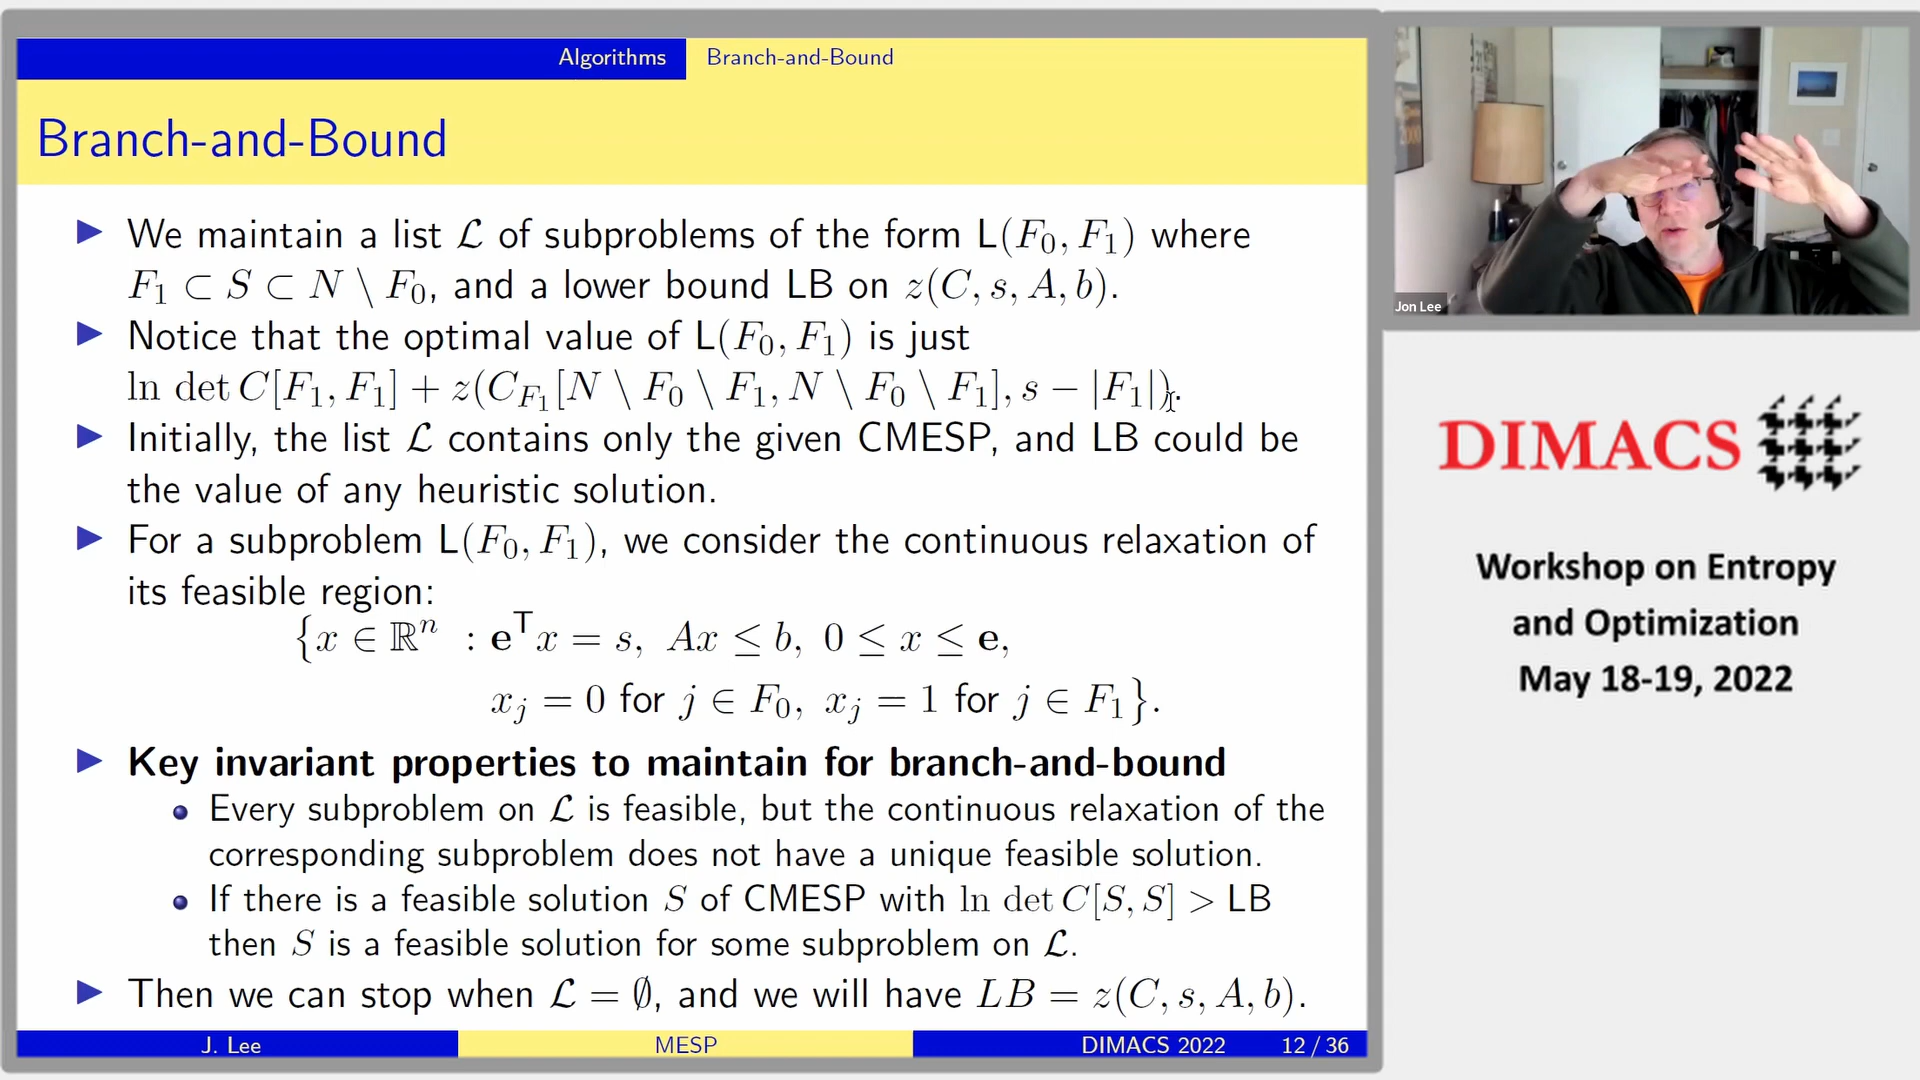 Algorithms Branch-and-Bound
Branch-and-Bound
We maintain a list ℒ of subproblems of the form L(F₀, F₁) where
F₁ ⊂ S ⊂ N \ F₀, and a lower bound LB on z(C, s, A, b).
Notice that the optimal value of L(F₀, F₁) is just
ln det C[F₁, F₁] + z(C_{F₁}[N \ F₀ \ F₁, N \ F₀ \ F₁], s − |F₁|).
Initially, the list ℒ contains only the given CMESP, and LB could be
the value of any heuristic solution.
For a subproblem L(F₀, F₁), we consider the continuous relaxation of
its feasible region:
{x ∈ ℝⁿ : e⊤x = s, Ax ≤ b, 0 ≤ x ≤ e,
xⱼ = 0 for j ∈ F₀, xⱼ = 1 for j ∈ F₁}.
Key invariant properties to maintain for branch-and-bound
Every subproblem on ℒ is feasible, but the continuous relaxation of the
corresponding subproblem does not have a unique feasible solution.
If there is a feasible solution S of CMESP with ln det C[S, S] > LB
then S is a feasible solution for some subproblem on ℒ.
Then we can stop when ℒ = ∅, and we will have LB = z(C, s, A, b).
J. Lee MESP DIMACS 2022 12 / 36
Jon Lee
DIMACS
Workshop on Entropy
and Optimization
May 18-19, 2022